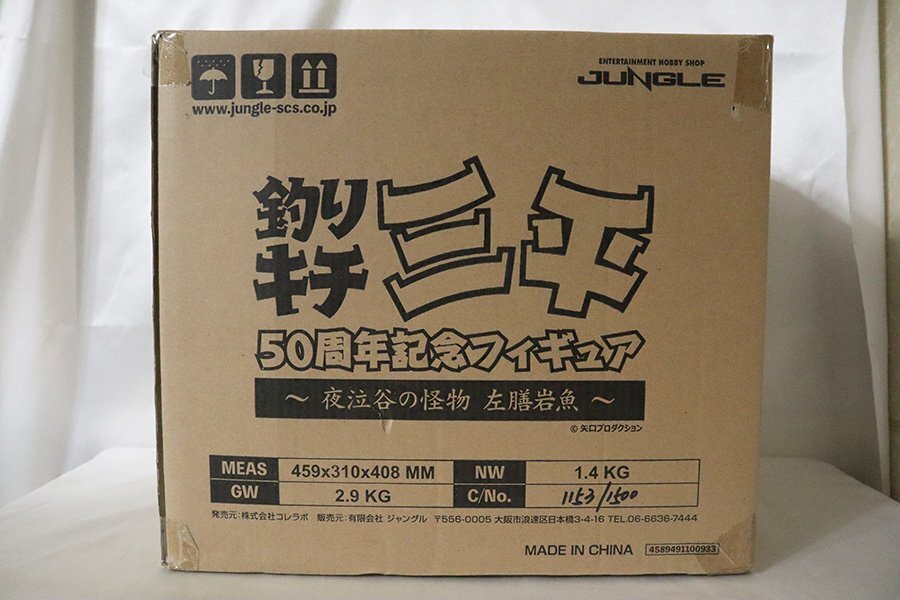 ENTERTAINMENT HOBBY SHOP
JUNGLE
www.jungle-scs.co.jp
釣りキチ三平
50周年記念フィギュア
～ 夜泣谷の怪物 左膳岩魚 ～
© 矢口プロダクション
MEAS 459x310x408 MM NW 1.4 KG
GW 2.9 KG C/No. 1153/1500
発売元：株式会社コレラボ 販売元：有限会社 ジャングル 〒556-0005 大阪市浪速区日本橋3-4-16 TEL.06-6636-7444
MADE IN CHINA 4589491100933